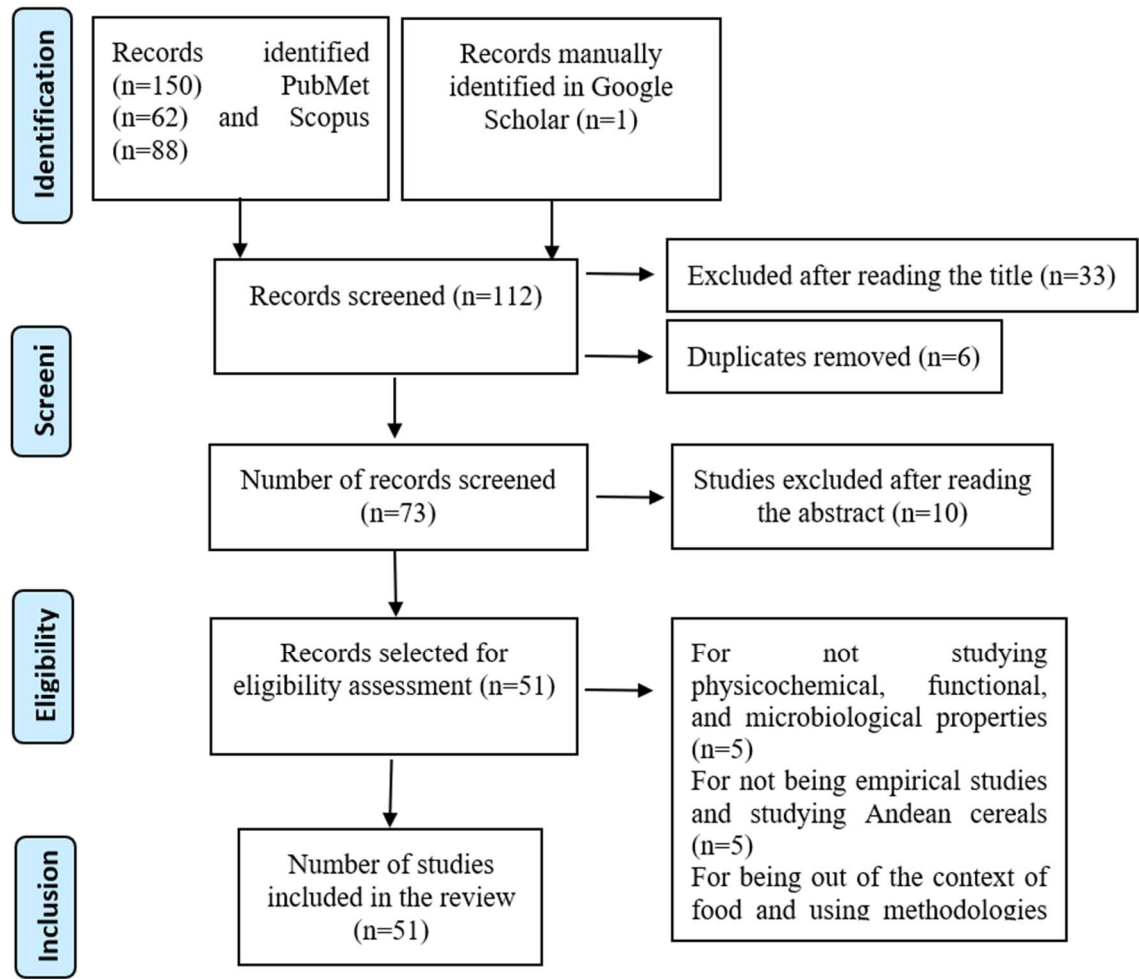 Identification
Records identified
(n=150) PubMet
(n=62) and Scopus
(n=88)
Records manually
identified in Google
Scholar (n=1)
Records screened (n=112)
Excluded after reading the title (n=33)
Duplicates removed (n=6)
Screeni
Number of records screened
(n=73)
Studies excluded after reading
the abstract (n=10)
Eligibility
Records selected for
eligibility assessment (n=51)
For not studying
physicochemical, functional,
and microbiological properties
(n=5)
For not being empirical studies
and studying Andean cereals
(n=5)
For being out of the context of
food and using methodologies
Inclusion
Number of studies
included in the review
(n=51)